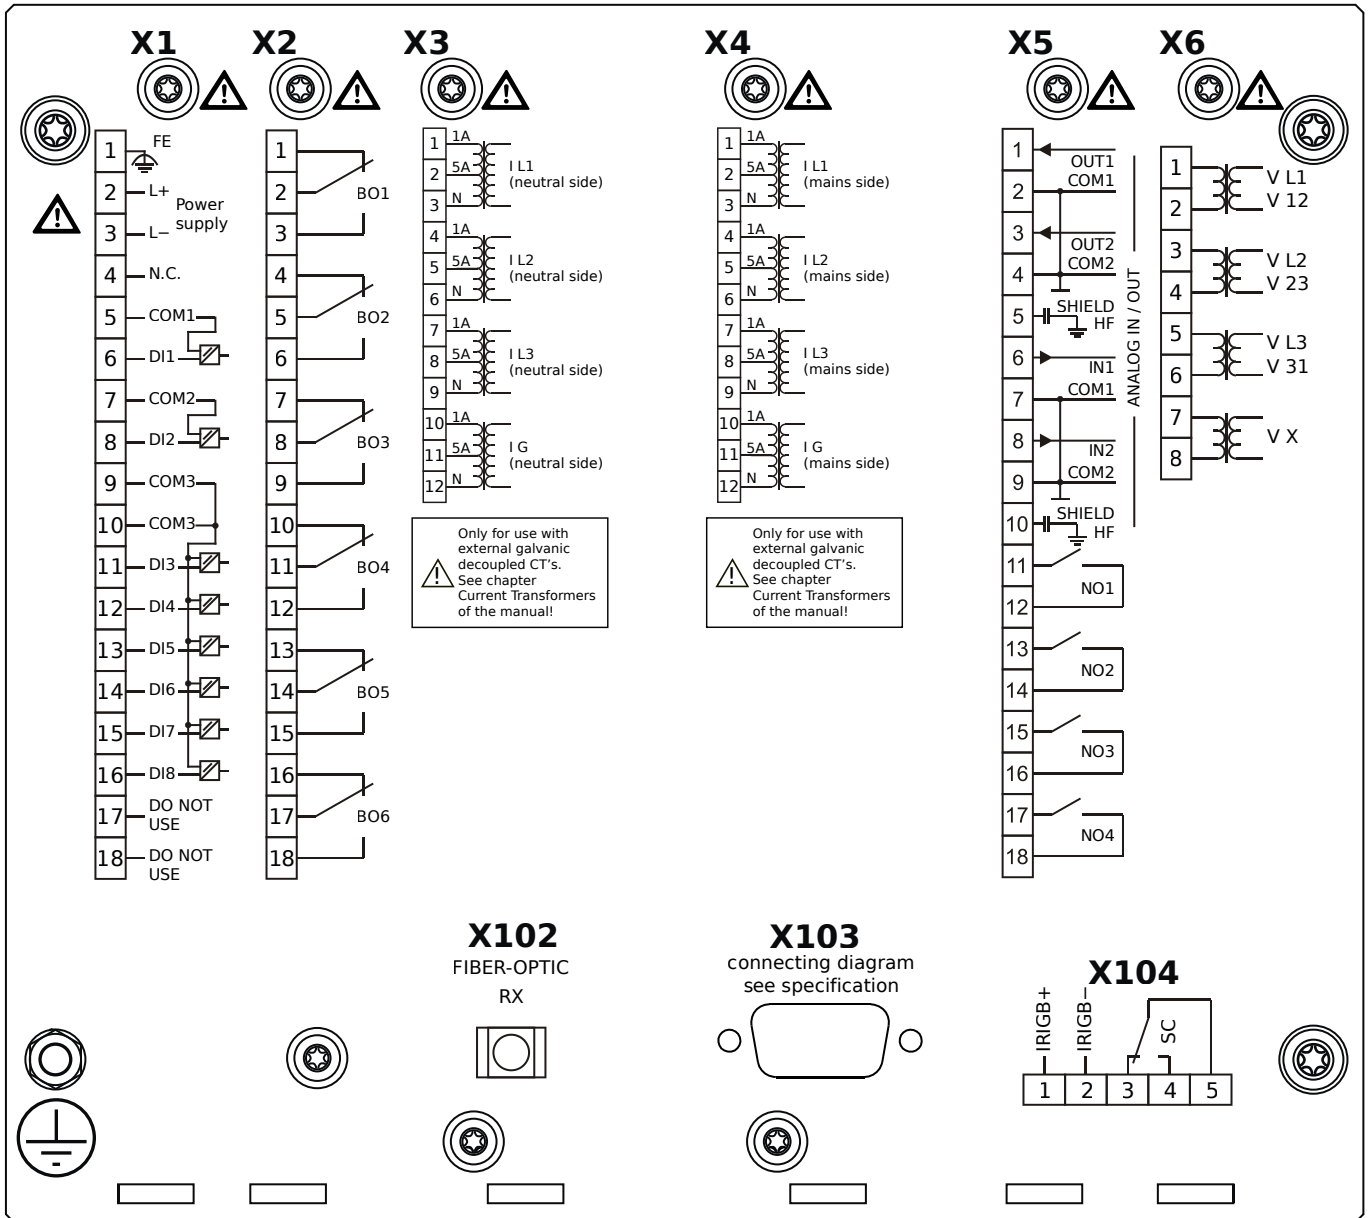 X1
X2
X3
X4
X5
X6
1
FE
2
L+
Power
supply
3
L−
4
N.C.
5
COM1
6
DI1
7
COM2
8
DI2
9
COM3
10
COM3
11
DI3
12
DI4
13
DI5
14
DI6
15
DI7
16
DI8
17
DO NOT
USE
18
DO NOT
USE
1
2
BO1
3
4
5
BO2
6
7
8
BO3
9
10
11
BO4
12
13
14
BO5
15
16
17
BO6
18
1 1A
2 5A
3 N
I L1
(neutral side)
4 1A
5 5A
6 N
I L2
(neutral side)
7 1A
8 5A
9 N
I L3
(neutral side)
10 1A
11 5A
12 N
I G
(neutral side)
Only for use with
external galvanic
decoupled CT’s.
See chapter
Current Transformers
of the manual!
1 1A
2 5A
3 N
I L1
(mains side)
4 1A
5 5A
6 N
I L2
(mains side)
7 1A
8 5A
9 N
I L3
(mains side)
10 1A
11 5A
12 N
I G
(mains side)
Only for use with
external galvanic
decoupled CT’s.
See chapter
Current Transformers
of the manual!
1
OUT1
2
COM1
3
OUT2
4
COM2
5
SHIELD
HF
6
IN1
7
COM1
8
IN2
9
COM2
10
SHIELD
HF
ANALOG IN / OUT
11
NO1
12
13
NO2
14
15
NO3
16
17
NO4
18
1
V L1
2
V 12
3
V L2
4
V 23
5
V L3
6
V 31
7
V X
8
X102
FIBER-OPTIC
RX
X103
connecting diagram
see specification
X104
IRIGB+
IRIGB−
SC
1 2 3 4 5